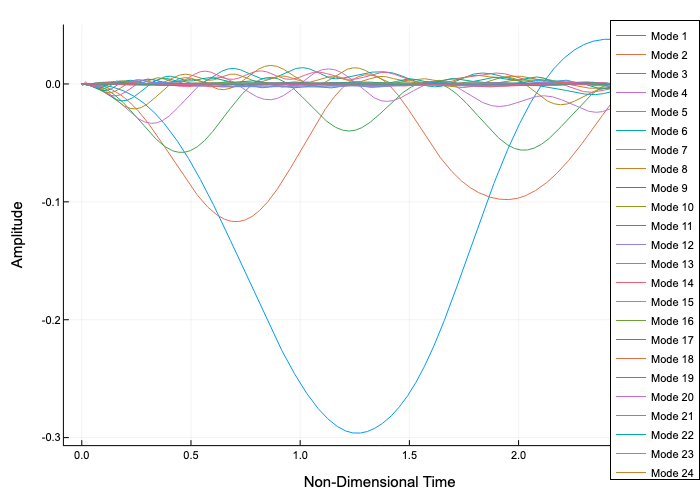 0.0
-0.1
-0.2
-0.3
Amplitude
0.0
0.5
1.0
1.5
2.0
Non-Dimensional Time
Mode 1
Mode 2
Mode 3
Mode 4
Mode 5
Mode 6
Mode 7
Mode 8
Mode 9
Mode 10
Mode 11
Mode 12
Mode 13
Mode 14
Mode 15
Mode 16
Mode 17
Mode 18
Mode 19
Mode 20
Mode 21
Mode 22
Mode 23
Mode 24